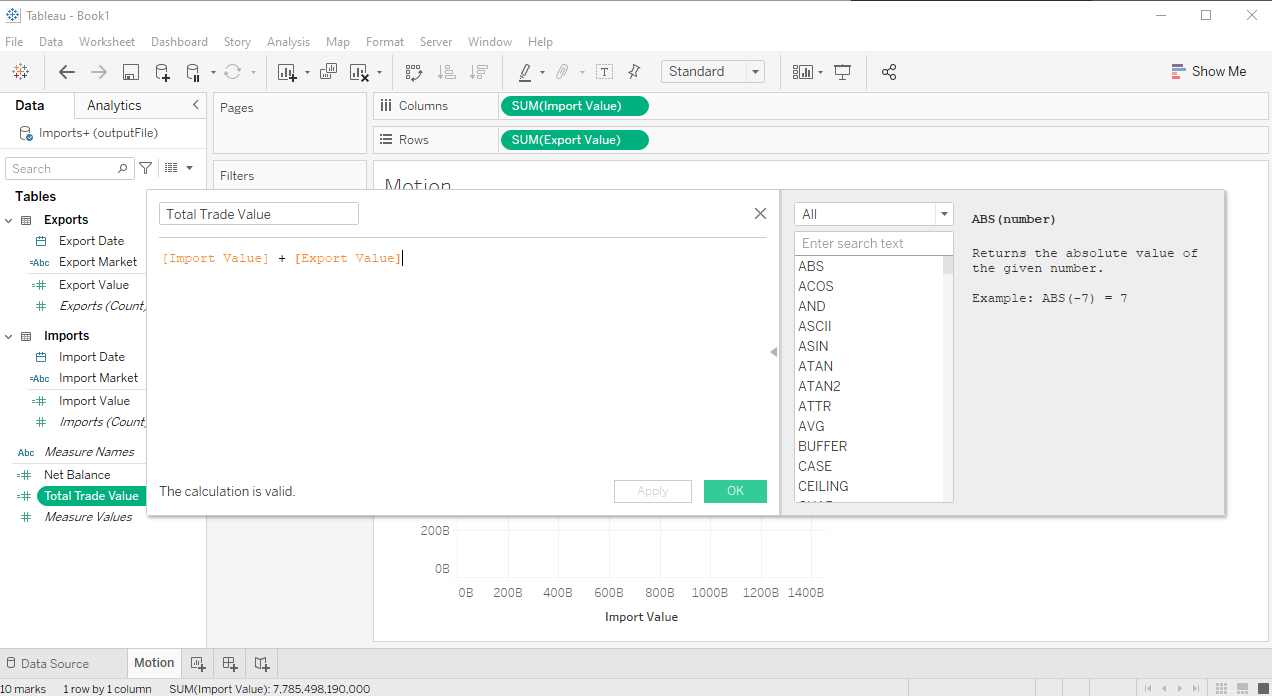 Tableau - Book1
File Data Worksheet Dashboard Story Analysis Map Format Server Window Help
Standard
Show Me
Data Analytics
Pages
Columns SUM(Import Value)
Imports+ (outputFile)
Rows SUM(Export Value)
Search
Filters
Motion
Tables
Exports
Export Date
Abc Export Market
Export Value
Exports (Count)
Imports
Import Date
Abc Import Market
Import Value
Imports (Count)
Abc Measure Names
Net Balance
Total Trade Value
Measure Values
Total Trade Value
[Import Value] + [Export Value]
The calculation is valid.
Apply OK
All
Enter search text
ABS
ACOS
AND
ASCII
ASIN
ATAN
ATAN2
ATTR
AVG
BUFFER
CASE
CEILING
ABS(number)
Returns the absolute value of
the given number.
Example: ABS(-7) = 7
200B
0B
0B 200B 400B 600B 800B 1000B 1200B 1400B
Import Value
Data Source Motion
10 marks 1 row by 1 column SUM(Import Value): 7,785,498,190,000